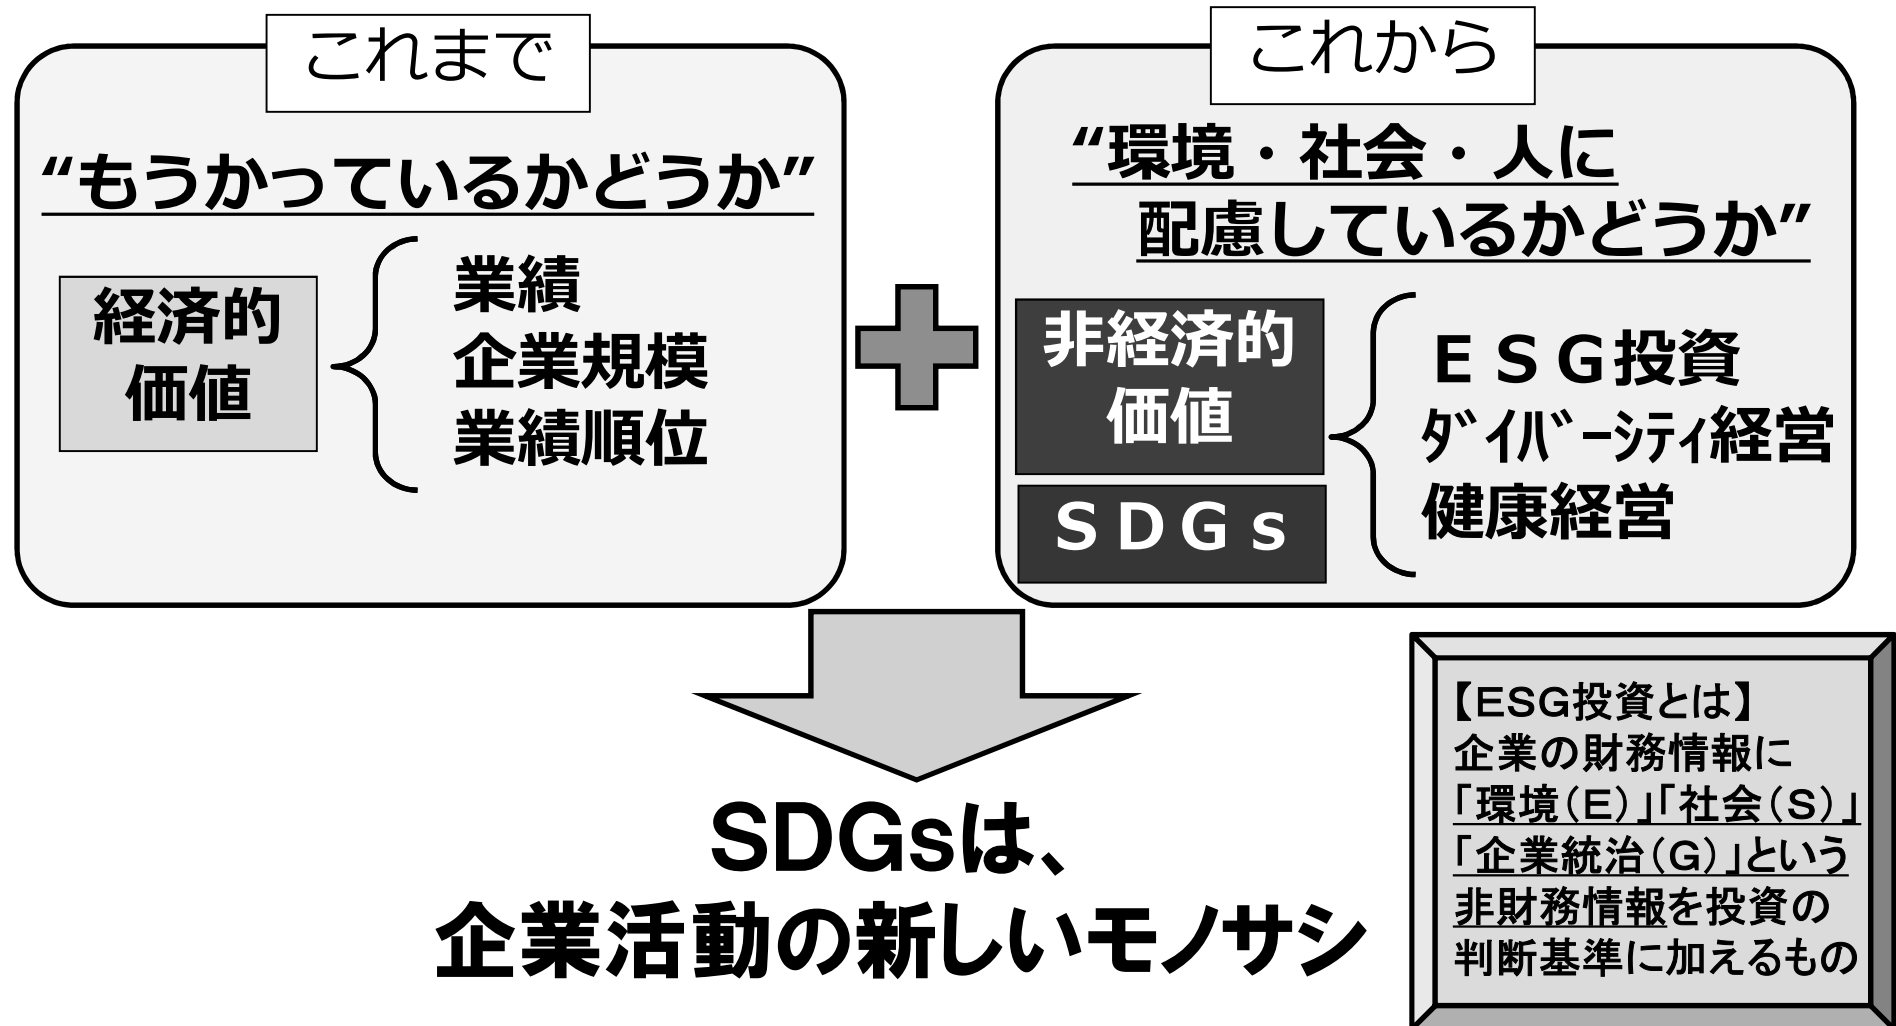 これまで
“もうかっているかどうか”
経済的
価値
業績
企業規模
業績順位
これから
“環境・社会・人に
配慮しているかどうか”
非経済的
価値
ＳＤＧｓ
ＥＳＧ投資
ﾀﾞｲﾊﾞｰｼﾃｨ経営
健康経営
SDGsは、
企業活動の新しいモノサシ
【ESG投資とは】
企業の財務情報に
「環境（E）」「社会（S）」
「企業統治（G）」という
非財務情報を投資の
判断基準に加えるもの